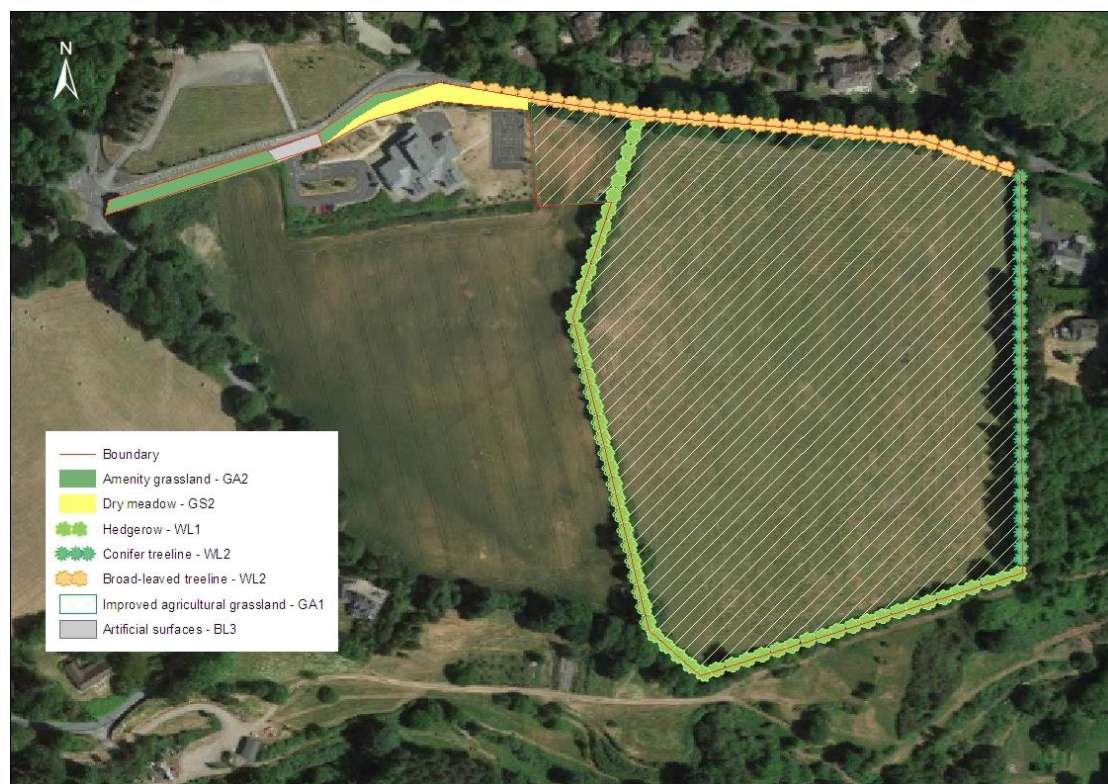 N
Boundary
Amenity grassland - GA2
Dry meadow - GS2
Hedgerow - WL1
Conifer treeline - WL2
Broad-leaved treeline - WL2
Improved agricultural grassland - GA1
Artificial surfaces - BL3